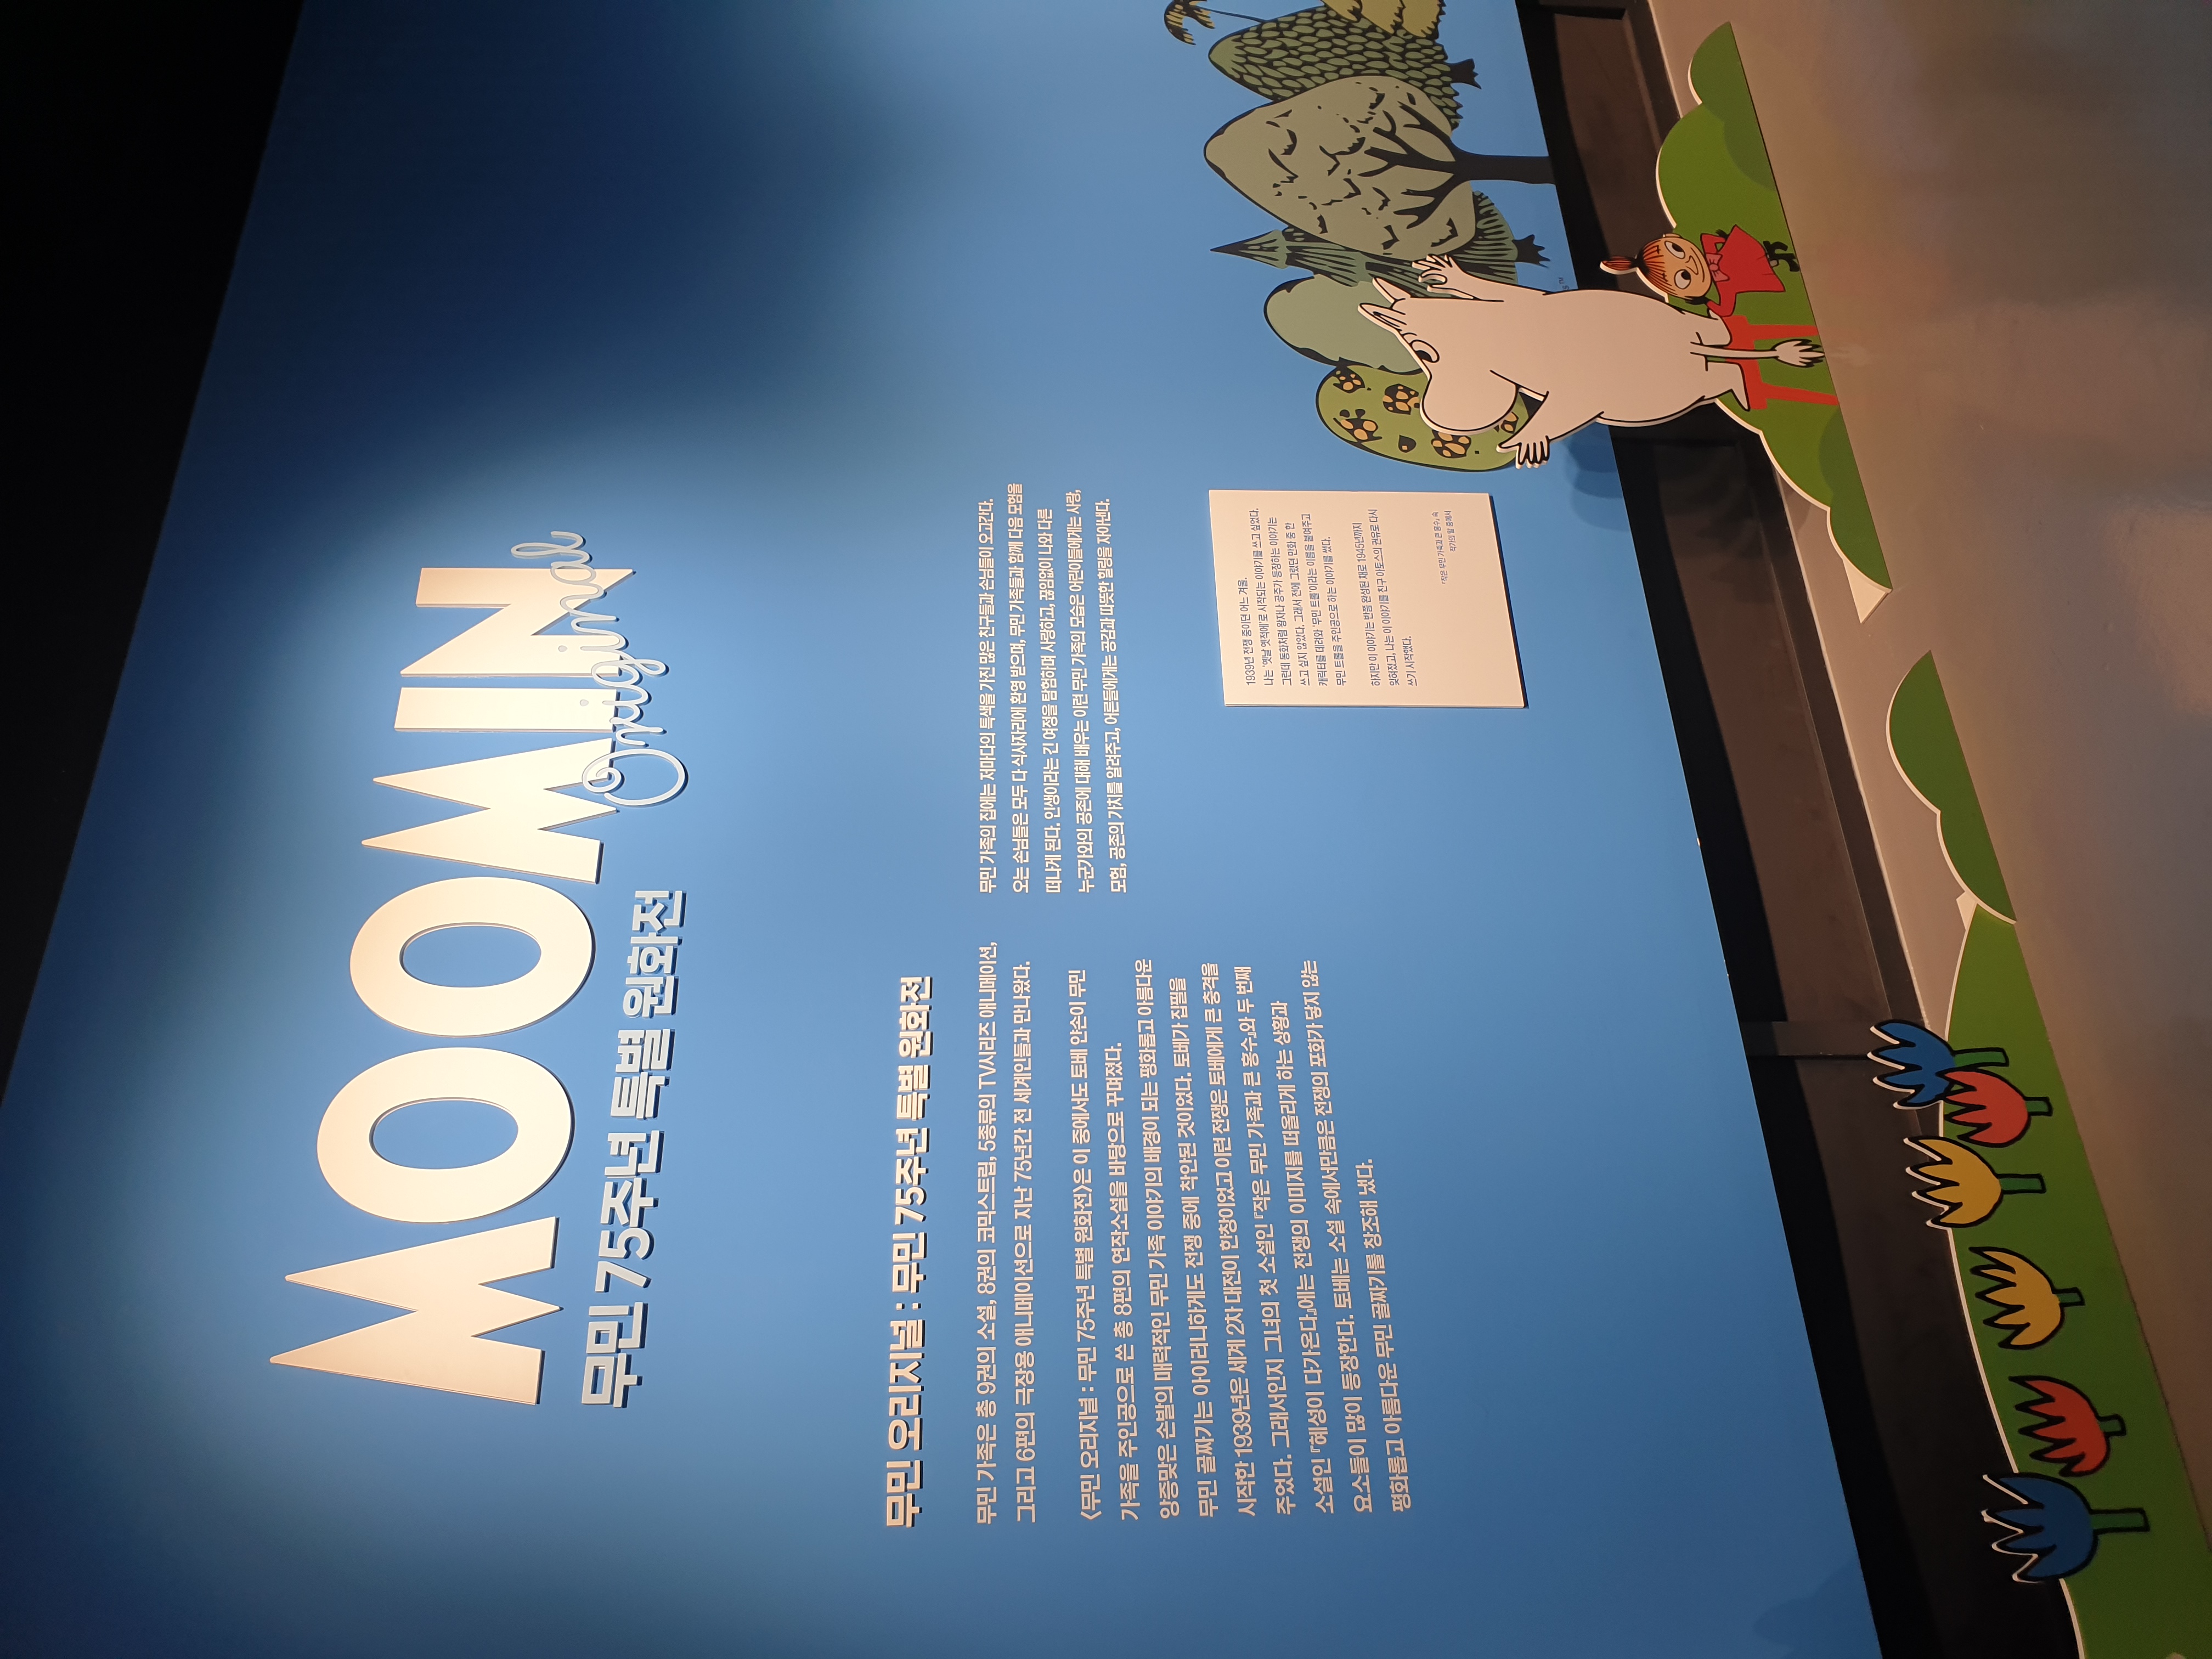 MOOMIN
Original
무민 75주년 특별 원화전
무민 오리지널 : 무민 75주년 특별 원화전
무민 가족은 총 9권의 소설, 8권의 코믹스트립, 5종류의 TV시리즈 애니메이션,
그리고 6편의 극장용 애니메이션으로 지난 75년간 전 세계인들과 만나왔다.
〈무민 오리지널 : 무민 75주년 특별 원화전〉은 이 중에서도 토베 얀손이 무민
가족을 주인공으로 쓴 총 8편의 연작소설을 바탕으로 꾸며졌다.
앙증맞은 손발의 매력적인 무민 가족 이야기의 배경이 되는 평화롭고 아름다운
무민 골짜기는 아이러니하게도 전쟁 중에 착안된 것이었다. 토베가 집필을
시작한 1939년은 세계 2차 대전이 한창이었고 이런 전쟁은 토베에게 큰 충격을
주었다. 그래서인지 그녀의 첫 소설인 『작은 무민 가족과 큰 홍수』와 두 번째
소설인 『혜성이 다가온다』에는 전쟁의 이미지를 떠올리게 하는 상황과
요소들이 많이 등장한다. 토베는 소설 속에서만큼은 전쟁의 포화가 닿지 않는
평화롭고 아름다운 무민 골짜기를 창조해 냈다.
무민 가족의 집에는 저마다의 특색을 가진 많은 친구들과 손님들이 오고간다.
오는 손님들은 모두 다 식사자리에 환영 받으며, 무민 가족들과 함께 다음 모험을
떠나게 된다. 인생이라는 긴 여정을 탐험하며 사랑하고, 끊임없이 나와 다른
누군가와의 공존에 대해 배우는 이런 무민 가족의 모습은 어린이들에게는 사랑,
모험, 공존의 가치를 알려주고, 어른들에게는 공감과 따뜻한 힐링을 자아낸다.
1939년 전쟁 중이던 어느 겨울.
나는 '옛날 옛적에'로 시작되는 이야기를 쓰고 싶었다.
그런데 동화처럼 왕자나 공주가 등장하는 이야기는
쓰고 싶지 않았다. 그래서 전에 그렸던 만화 중 한
캐릭터를 데려와 '무민 트롤'이라는 이름을 붙여주고
무민 트롤을 주인공으로 하는 이야기를 썼다.
하지만 이 이야기는 반쯤 완성된 채로 1945년까지
잊혀졌고, 나는 이 이야기를 친구 아토스의 권유로 다시
쓰기 시작했다.
『작은 무민 가족과 큰 홍수』 속
작가의 말 중에서